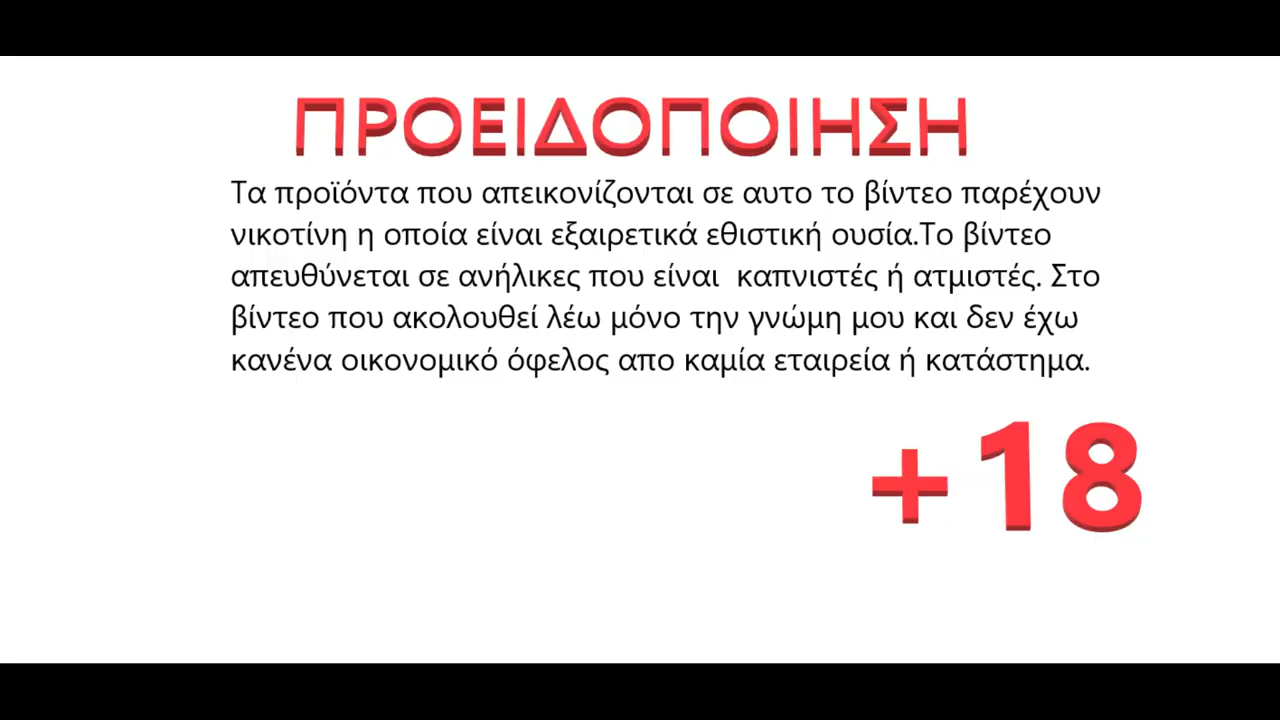 ΠΡΟΕΙΔΟΠΟΙΗΣΗ
Τα προϊόντα που απεικονίζονται σε αυτο το βίντεο παρέχουν
νικοτίνη η οποία είναι εξαιρετικά εθιστική ουσία.Το βίντεο
απευθύνεται σε ανήλικες που είναι  καπνιστές ή ατμιστές. Στο
βίντεο που ακολουθεί λέω μόνο την γνώμη μου και δεν έχω
κανένα οικονομικό όφελος απο καμία εταιρεία ή κατάστημα.
+18